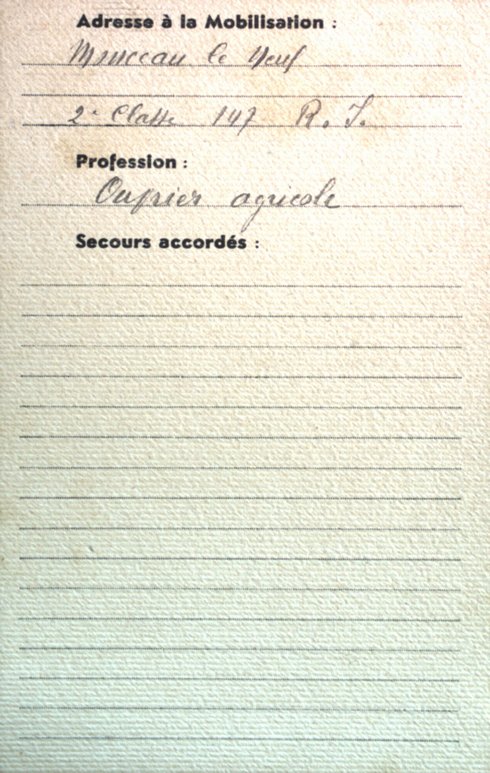 Adresse à la Mobilisation :
Monceau le Neuf
2e Classe 147 R. I.
Profession :
Ouvrier agricole
Secours accordés :